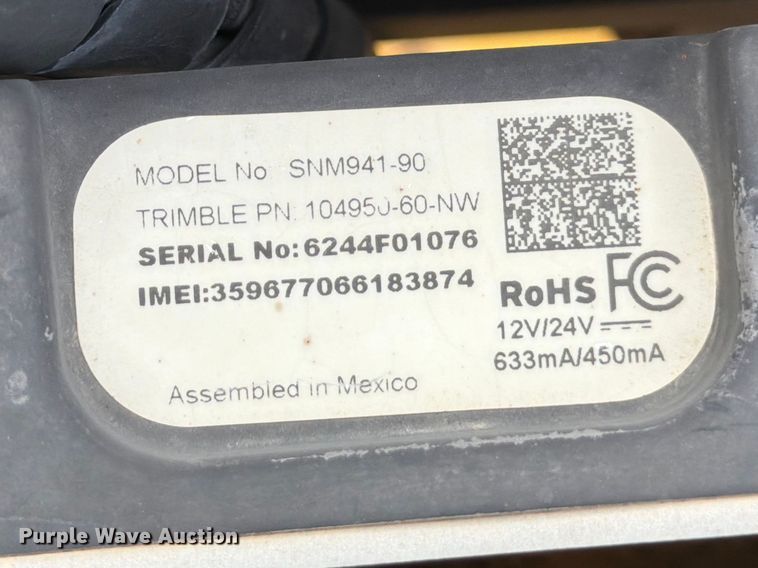 MODEL No SNM941-90
TRIMBLE PN: 104950-60-NW
SERIAL No:6244F01076
IMEI:359677066183874
RoHS FC
12V/24V
633mA/450mA
Assembled in Mexico
Purple Wave Auction